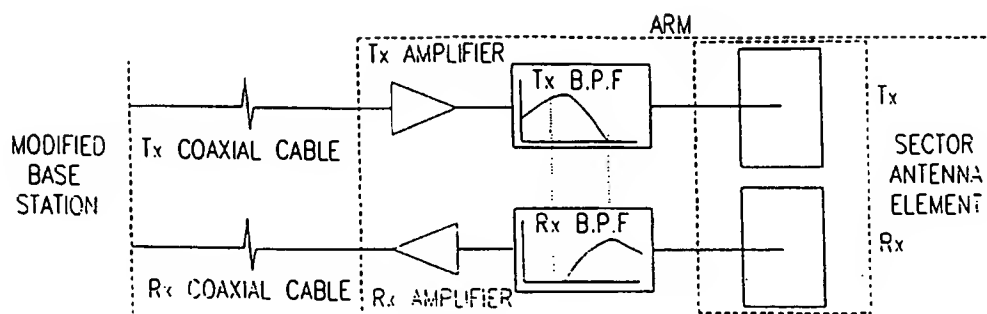 ARM
Tx AMPLIFIER
Tx B.P.F
Tx
Tx COAXIAL CABLE
MODIFIED
BASE
STATION
SECTOR
ANTENNA
ELEMENT
Rx B.P.F
Rx
Rx COAXIAL CABLE
Rx AMPLIFIER